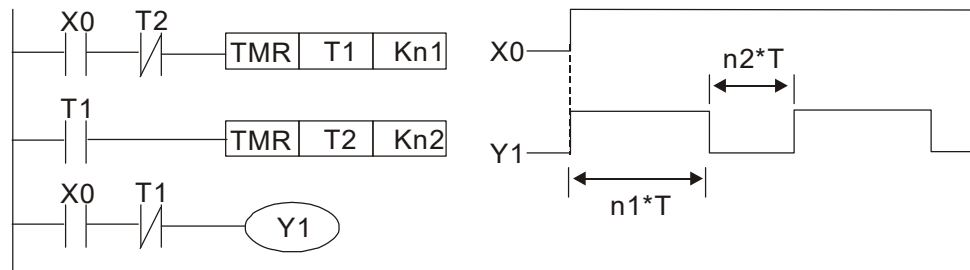 X0 T2
TMR T1 Kn1
T1
TMR T2 Kn2
X0 T1
Y1
X0
n2*T
Y1
n1*T